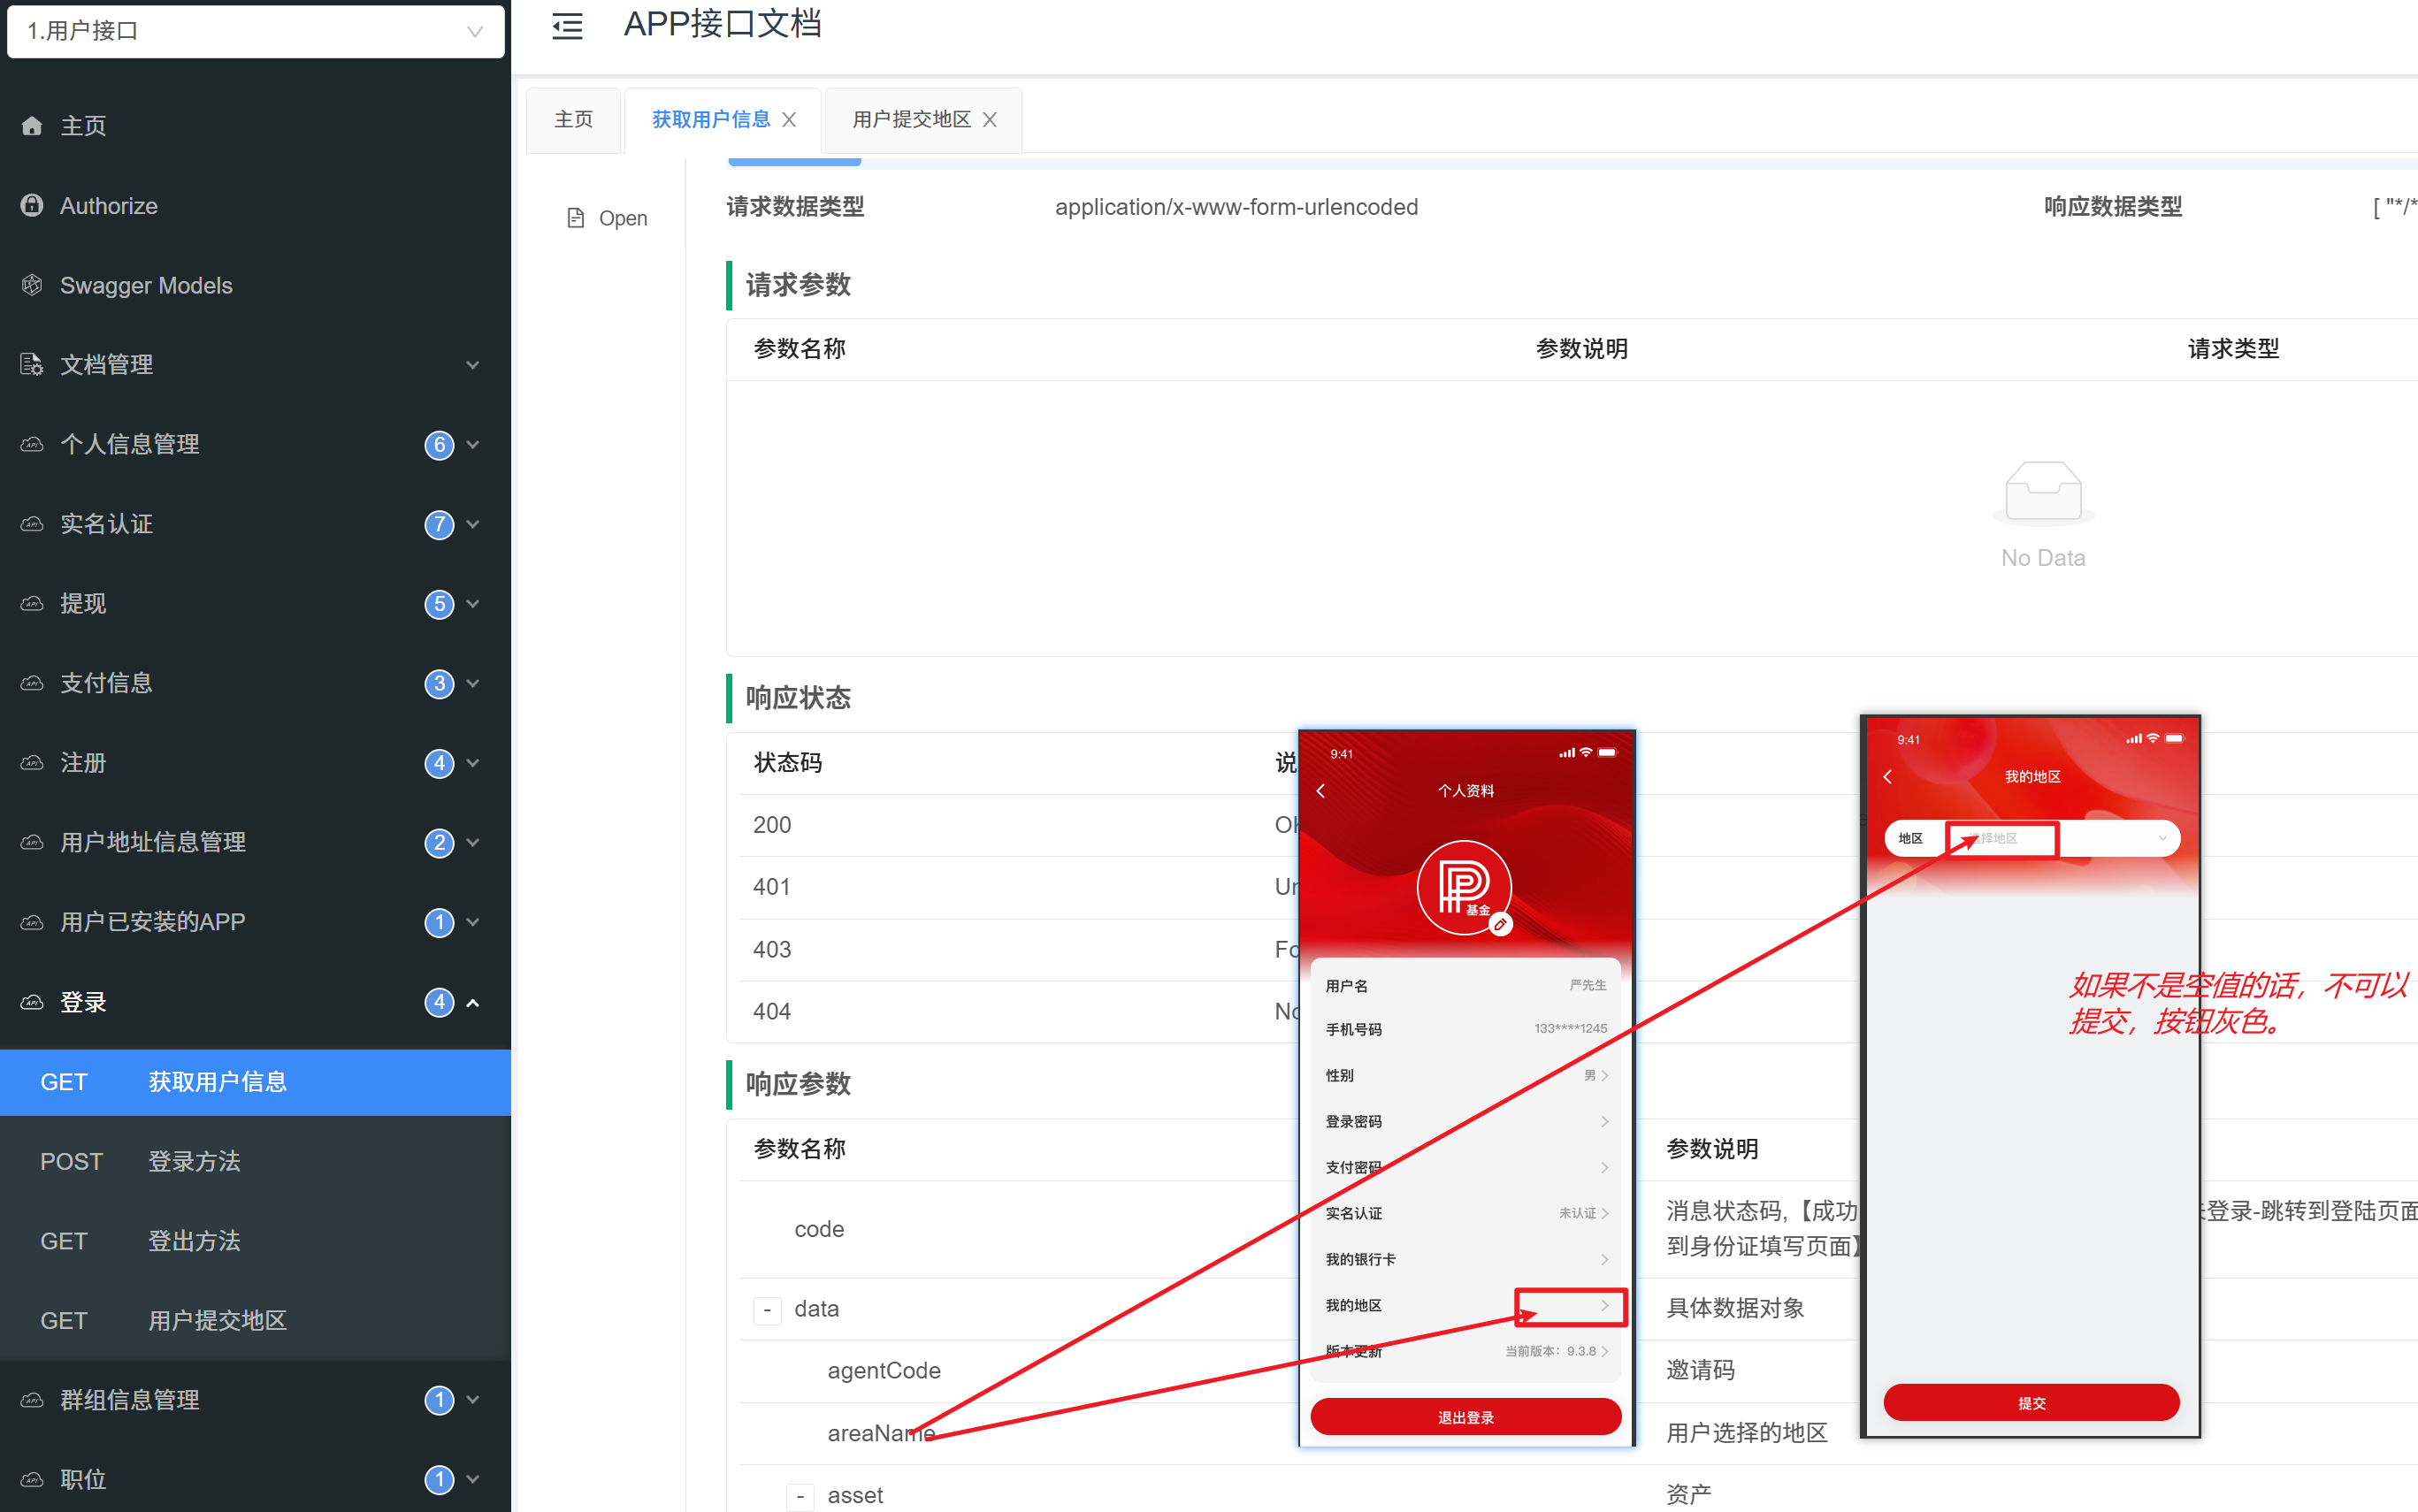 1.用户接口
主页
Authorize
Swagger Models
文档管理
个人信息管理 6
实名认证 7
提现 5
支付信息 3
注册 4
用户地址信息管理 2
用户已安装的APP 1
登录 4
GET 获取用户信息
POST 登录方法
GET 登出方法
GET 用户提交地区
群组信息管理 1
职位 1
APP接口文档
主页 获取用户信息 用户提交地区
Open
请求数据类型 application/x-www-form-urlencoded 响应数据类型 [ "*/*
请求参数
参数名称 参数说明 请求类型
No Data
响应状态
状态码 说
200
401
403
404
响应参数
参数名称 参数说明
code 消息状态码,【成功
登录-跳转到登陆页面
到身份证填写页面】
- data 具体数据对象
agentCode 邀请码
areaName 用户选择的地区
- asset 资产
9:41
个人资料
基金
用户名 严先生
手机号码 133****1245
性别 男
登录密码
支付密码
实名认证 未认证
我的银行卡
我的地区
版本更新 当前版本：9.3.8
退出登录
9:41
我的地区
地区 选择地区
如果不是空值的话，不可以
提交，按钮灰色。
提交